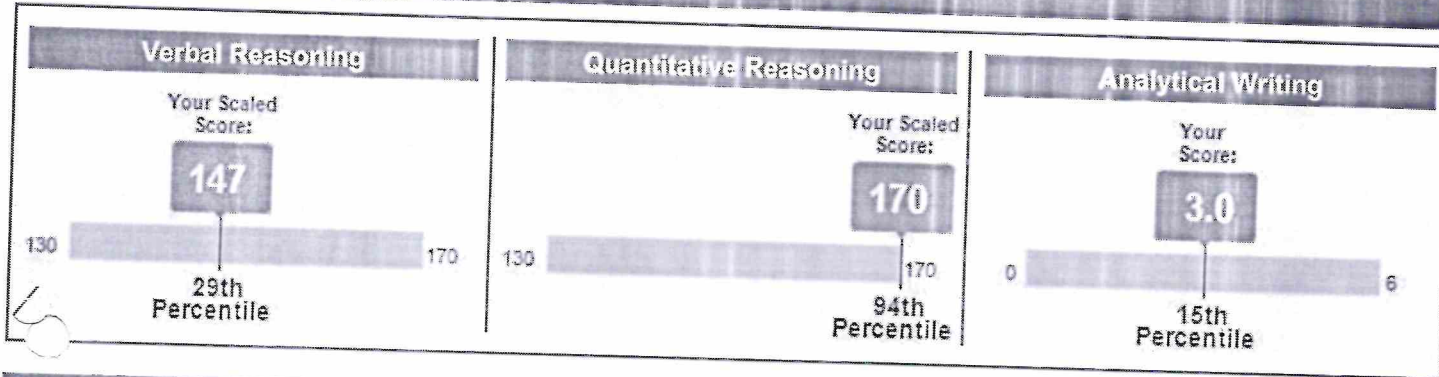 Verbal Reasoning
Your Scaled
Score:
147
130
170
29th
Percentile
Quantitative Reasoning
Your Scaled
Score:
170
130
170
94th
Percentile
Analytical Writing
Your
Score:
3.0
0
6
15th
Percentile